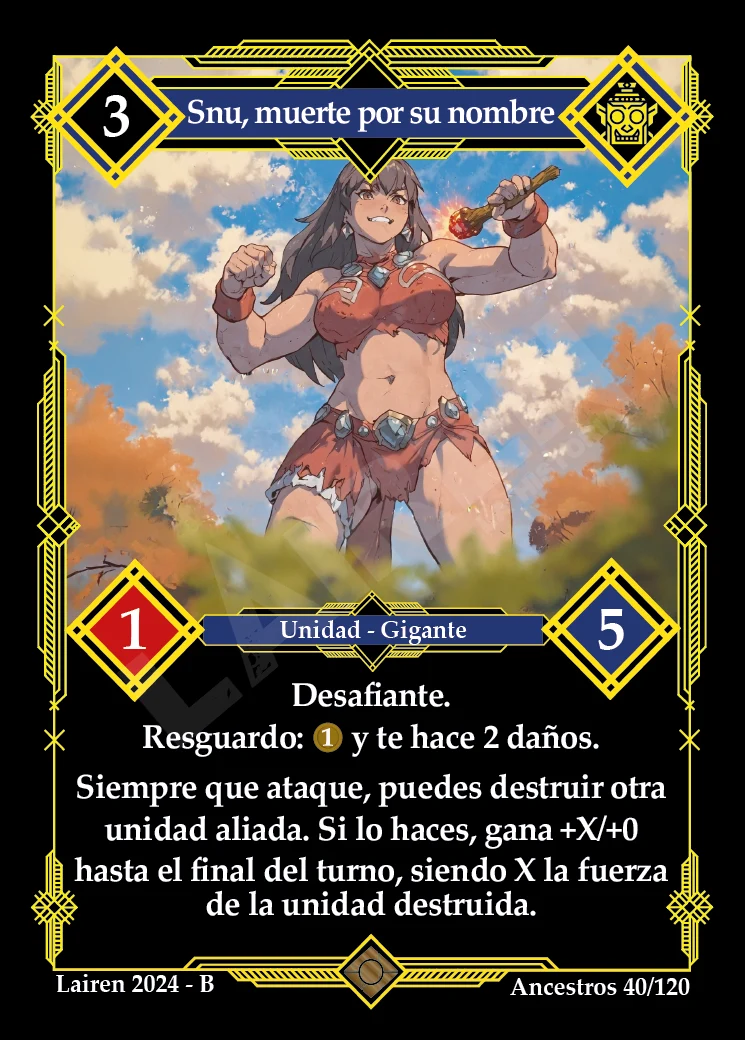 3
Snu, muerte por su nombre
1
Unidad - Gigante
5
Desafiante.
Resguardo: 1 y te hace 2 daños.
Siempre que ataque, puedes destruir otra
unidad aliada. Si lo haces, gana +X/+0
hasta el final del turno, siendo X la fuerza
de la unidad destruida.
Lairen 2024 - B
Ancestros 40/120